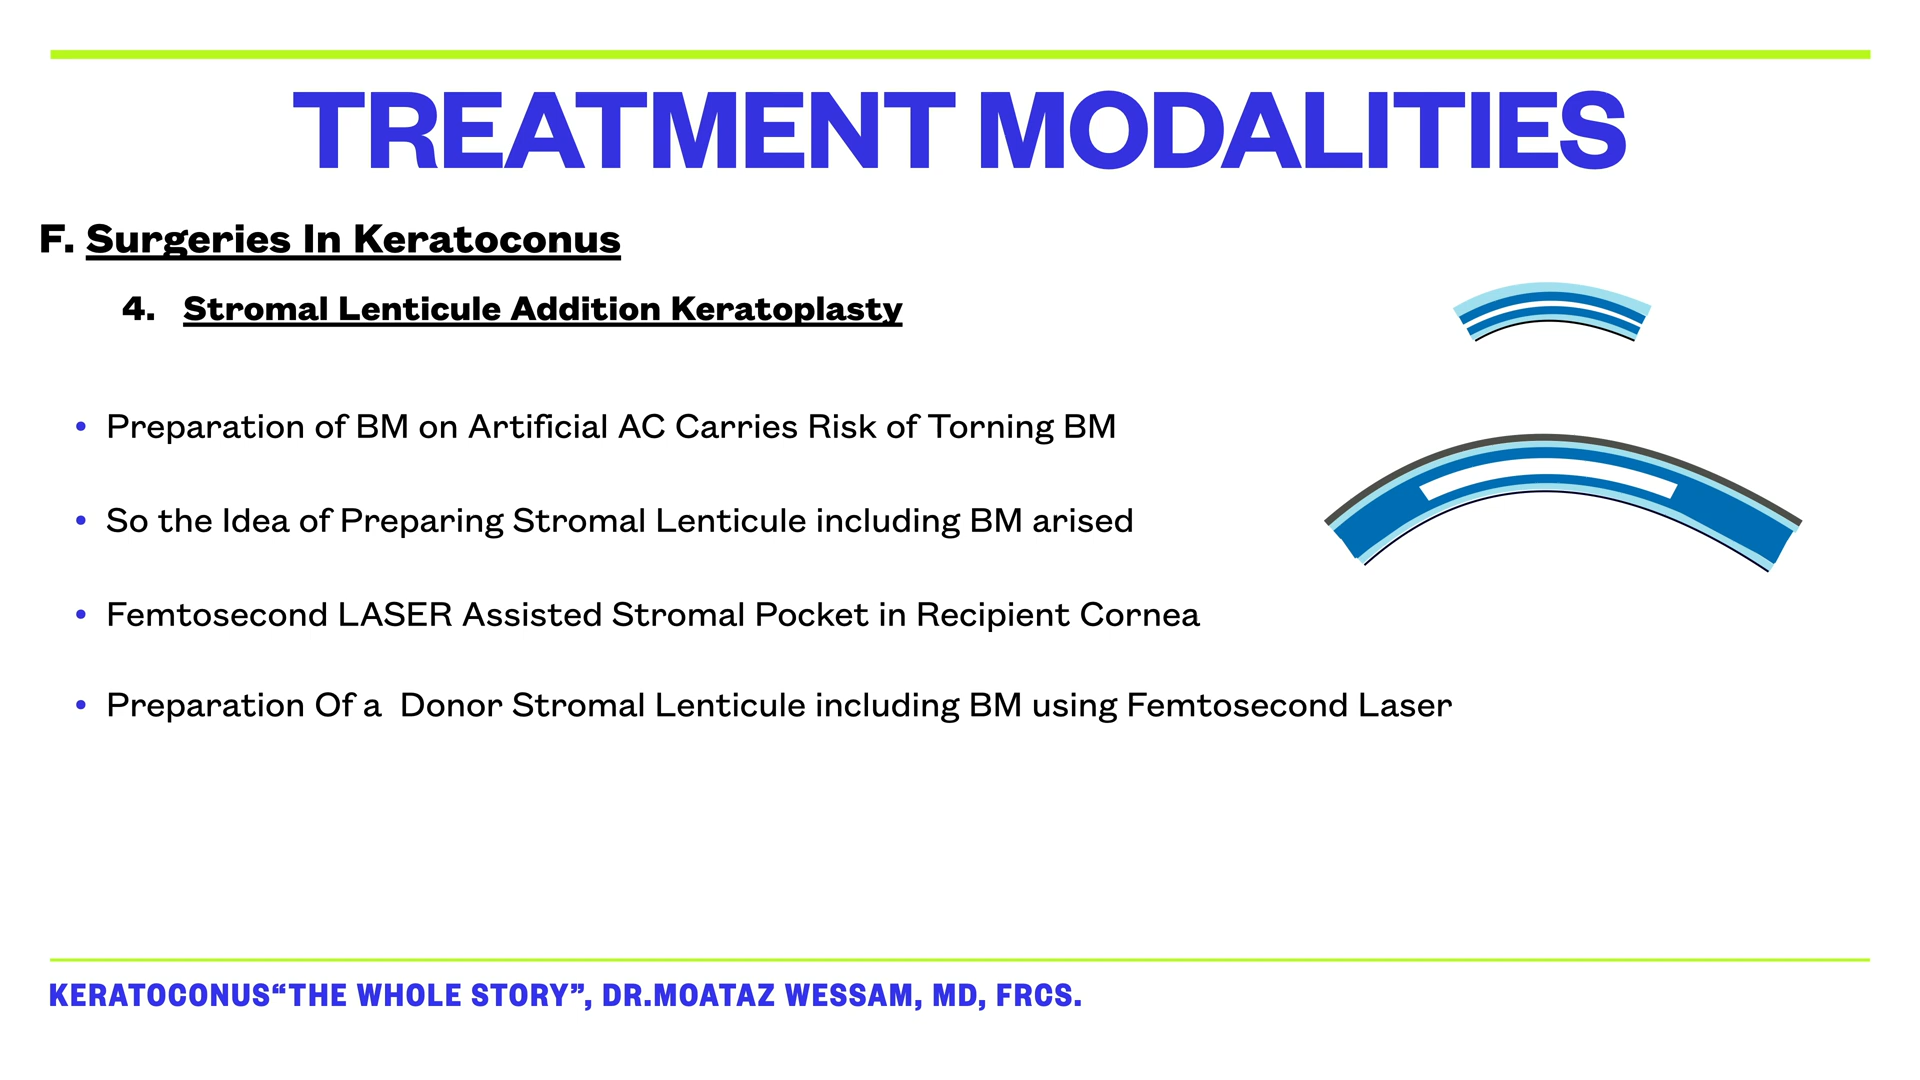 TREATMENT MODALITIES
F. Surgeries In Keratoconus
4. Stromal Lenticule Addition Keratoplasty
• Preparation of BM on Artificial AC Carries Risk of Torning BM
• So the Idea of Preparing Stromal Lenticule including BM arised
• Femtosecond LASER Assisted Stromal Pocket in Recipient Cornea
• Preparation Of a  Donor Stromal Lenticule including BM using Femtosecond Laser
KERATOCONUS“THE WHOLE STORY”, DR.MOATAZ WESSAM, MD, FRCS.